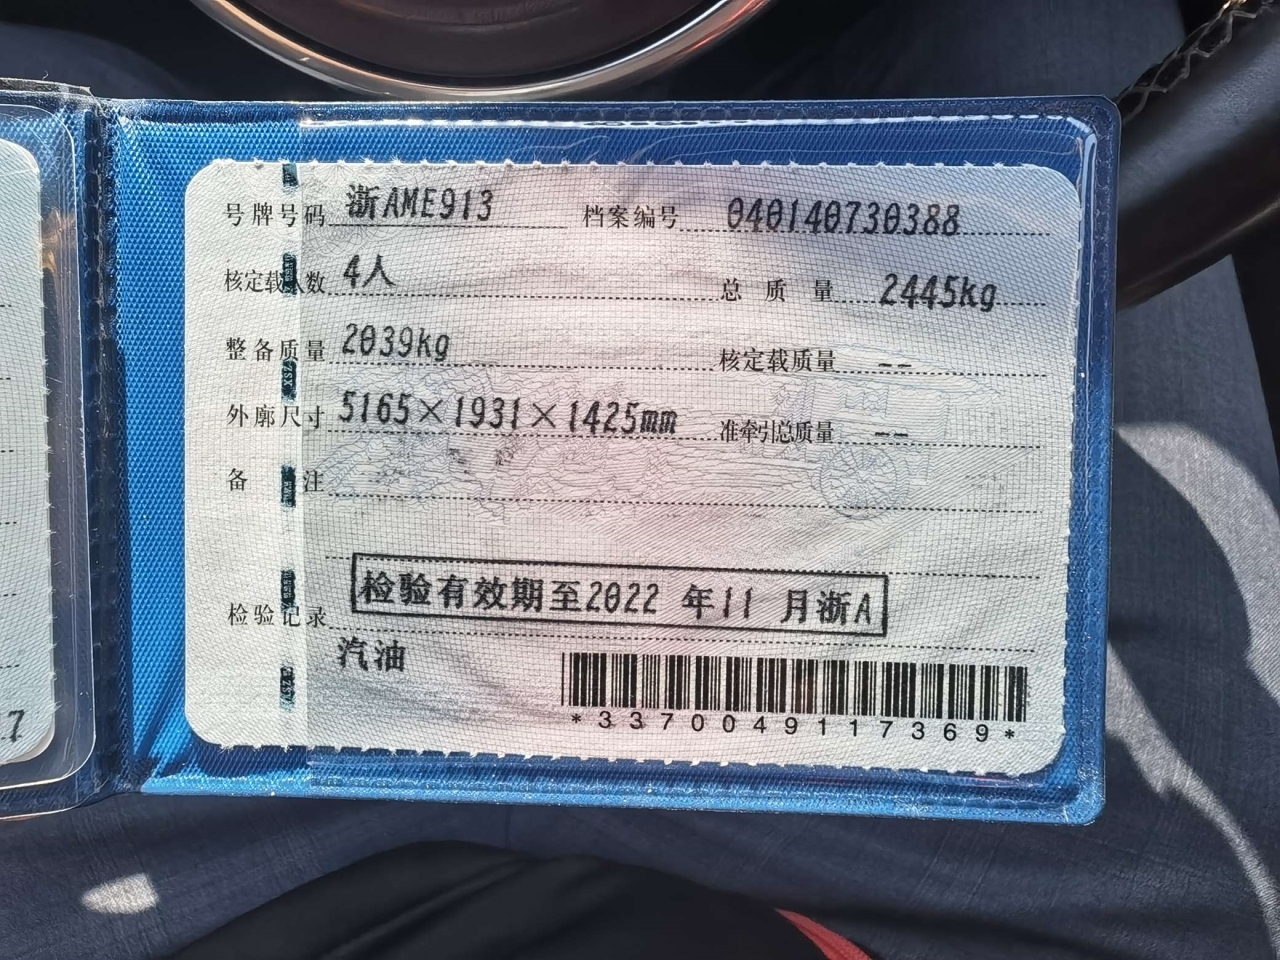 号牌号码 浙AME913 档案编号 040140730388
核定载人数 4人 总质量 2445kg
整备质量 2039kg 核定载质量 --
外廓尺寸 5165×1931×1425mm 准牵引总质量 --
备注
检验记录 检验有效期至2022 年11 月浙A
汽油
*3370049117369*
7